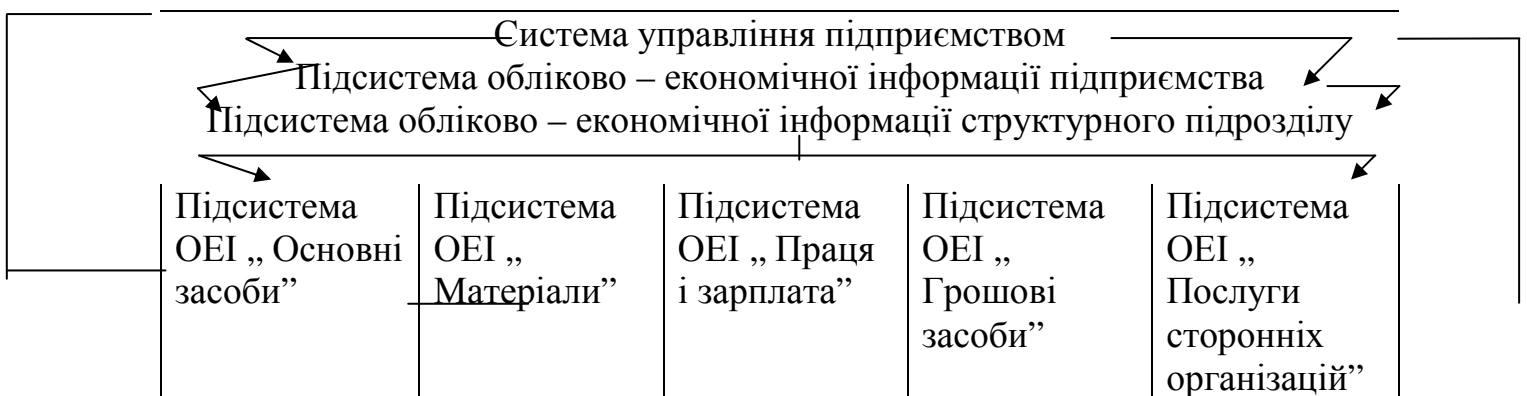 Система управління підприємством
Підсистема обліково – економічної інформації підприємства
Підсистема обліково – економічної інформації структурного підрозділу
Підсистема
ОЕІ „ Основні
засоби”
Підсистема
ОЕІ „
Матеріали”
Підсистема
ОЕІ „ Праця
і зарплата”
Підсистема
ОЕІ „
Грошові
засоби”
Підсистема
ОЕІ „
Послуги
сторонніх
організацій”